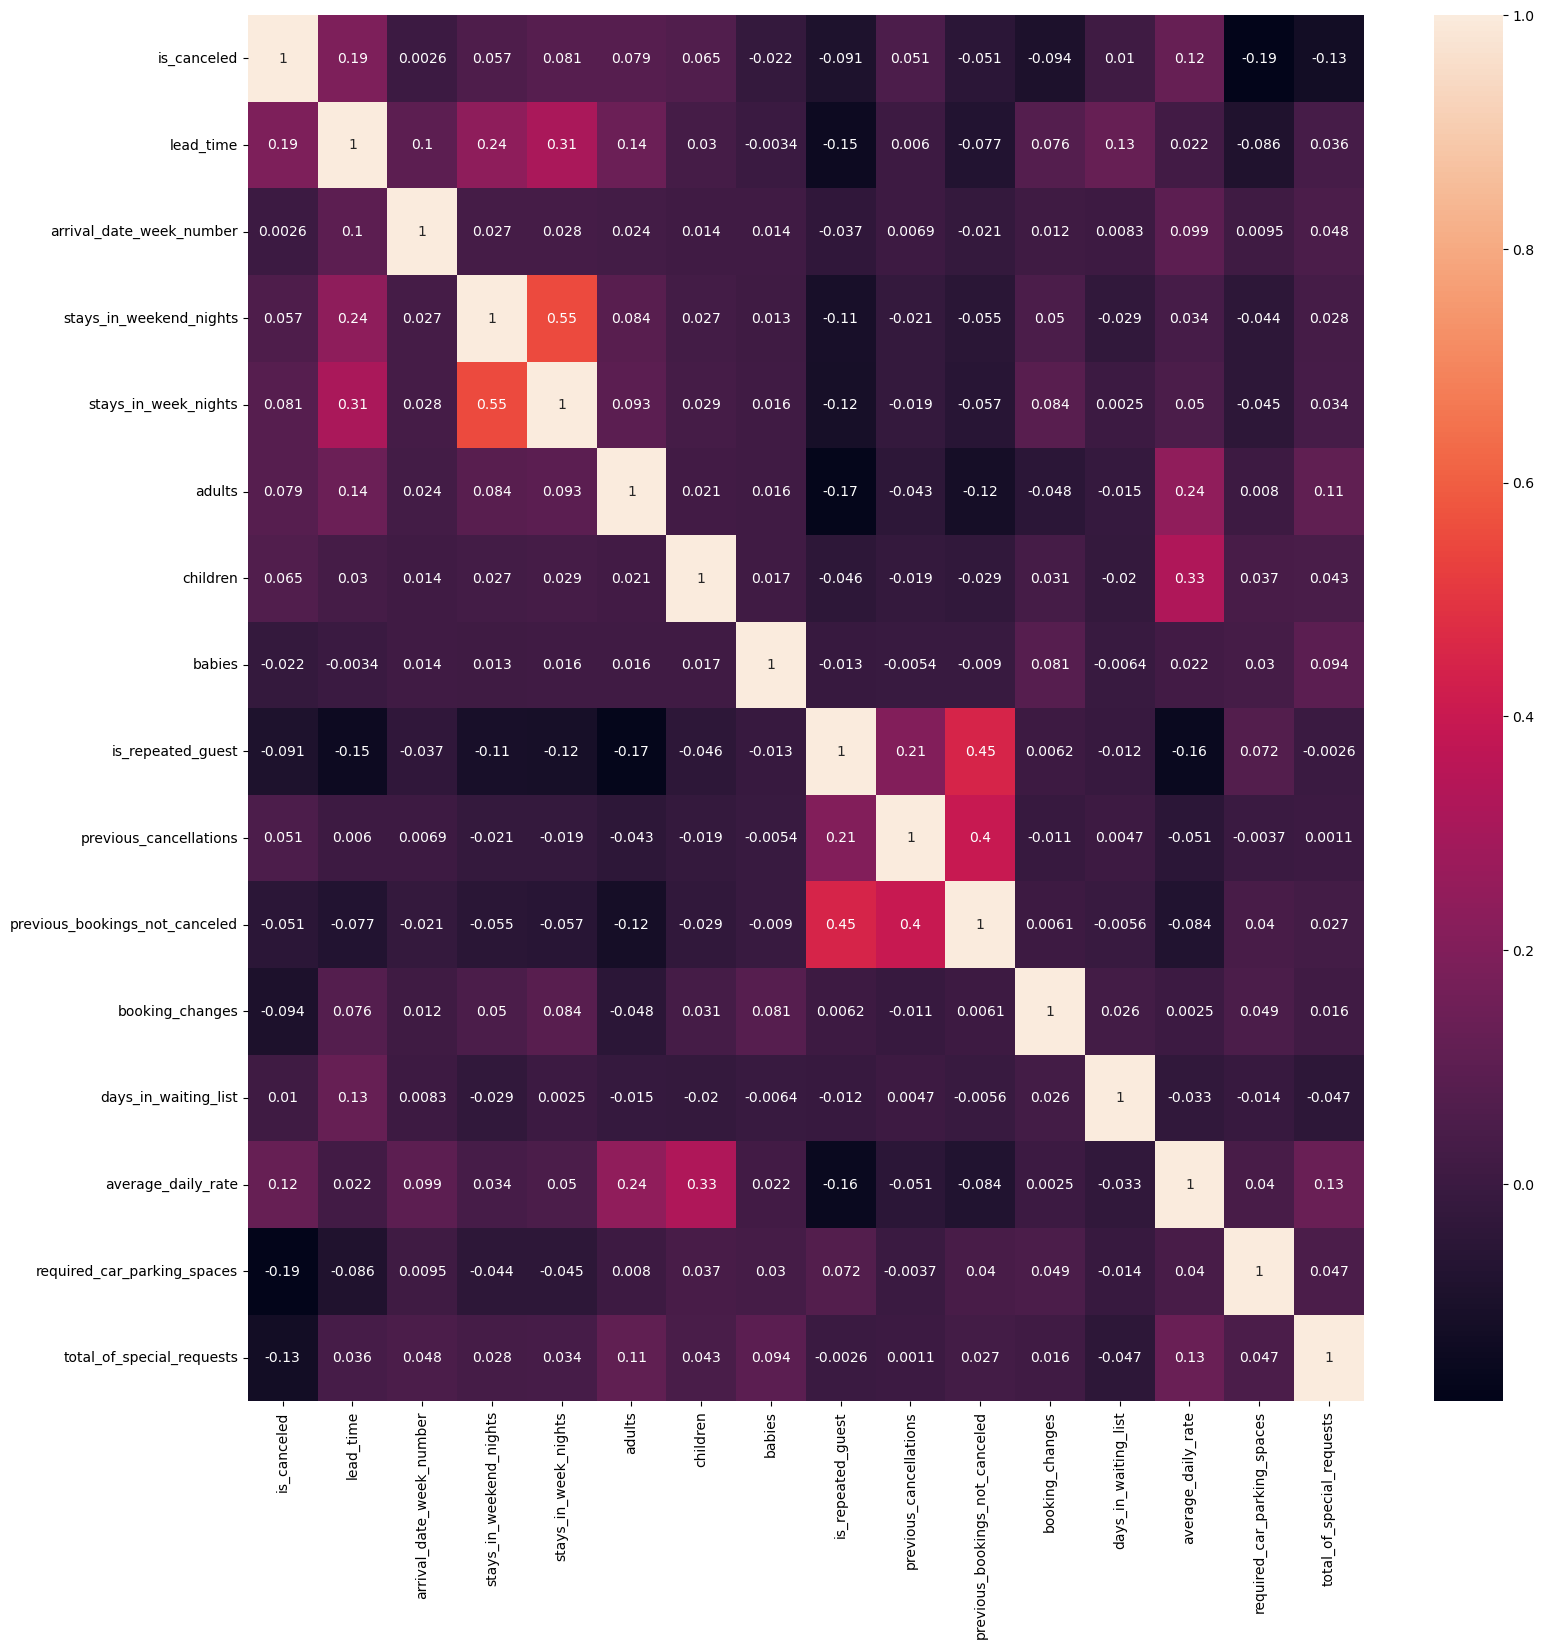 is_canceled 1 0.19 0.0026 0.057 0.081 0.079 0.065 -0.022 -0.091 0.051 -0.051 -0.094 0.01 0.12 -0.19 -0.13
lead_time 0.19 1 0.1 0.24 0.31 0.14 0.03 -0.0034 -0.15 0.006 -0.077 0.076 0.13 0.022 -0.086 0.036
arrival_date_week_number 0.0026 0.1 1 0.027 0.028 0.024 0.014 0.014 -0.037 0.0069 -0.021 0.012 0.0083 0.099 0.0095 0.048
stays_in_weekend_nights 0.057 0.24 0.027 1 0.55 0.084 0.027 0.013 -0.11 -0.021 -0.055 0.05 -0.029 0.034 -0.044 0.028
stays_in_week_nights 0.081 0.31 0.028 0.55 1 0.093 0.029 0.016 -0.12 -0.019 -0.057 0.084 0.0025 0.05 -0.045 0.034
adults 0.079 0.14 0.024 0.084 0.093 1 0.021 0.016 -0.17 -0.043 -0.12 -0.048 -0.015 0.24 0.008 0.11
children 0.065 0.03 0.014 0.027 0.029 0.021 1 0.017 -0.046 -0.019 -0.029 0.031 -0.02 0.33 0.037 0.043
babies -0.022 -0.0034 0.014 0.013 0.016 0.016 0.017 1 -0.013 -0.0054 -0.009 0.081 -0.0064 0.022 0.03 0.094
is_repeated_guest -0.091 -0.15 -0.037 -0.11 -0.12 -0.17 -0.046 -0.013 1 0.21 0.45 0.0062 -0.012 -0.16 0.072 -0.0026
previous_cancellations 0.051 0.006 0.0069 -0.021 -0.019 -0.043 -0.019 -0.0054 0.21 1 0.4 -0.011 0.0047 -0.051 -0.0037 0.0011
previous_bookings_not_canceled -0.051 -0.077 -0.021 -0.055 -0.057 -0.12 -0.029 -0.009 0.45 0.4 1 0.0061 -0.0056 -0.084 0.04 0.027
booking_changes -0.094 0.076 0.012 0.05 0.084 -0.048 0.031 0.081 0.0062 -0.011 0.0061 1 0.026 0.0025 0.049 0.016
days_in_waiting_list 0.01 0.13 0.0083 -0.029 0.0025 -0.015 -0.02 -0.0064 -0.012 0.0047 -0.0056 0.026 1 -0.033 -0.014 -0.047
average_daily_rate 0.12 0.022 0.099 0.034 0.05 0.24 0.33 0.022 -0.16 -0.051 -0.084 0.0025 -0.033 1 0.04 0.13
required_car_parking_spaces -0.19 -0.086 0.0095 -0.044 -0.045 0.008 0.037 0.03 0.072 -0.0037 0.04 0.049 -0.014 0.04 1 0.047
total_of_special_requests -0.13 0.036 0.048 0.028 0.034 0.11 0.043 0.094 -0.0026 0.0011 0.027 0.016 -0.047 0.13 0.047 1
is_canceled
lead_time
arrival_date_week_number
stays_in_weekend_nights
stays_in_week_nights
adults
children
babies
is_repeated_guest
previous_cancellations
previous_bookings_not_canceled
booking_changes
days_in_waiting_list
average_daily_rate
required_car_parking_spaces
total_of_special_requests
1.0
0.8
0.6
0.4
0.2
0.0